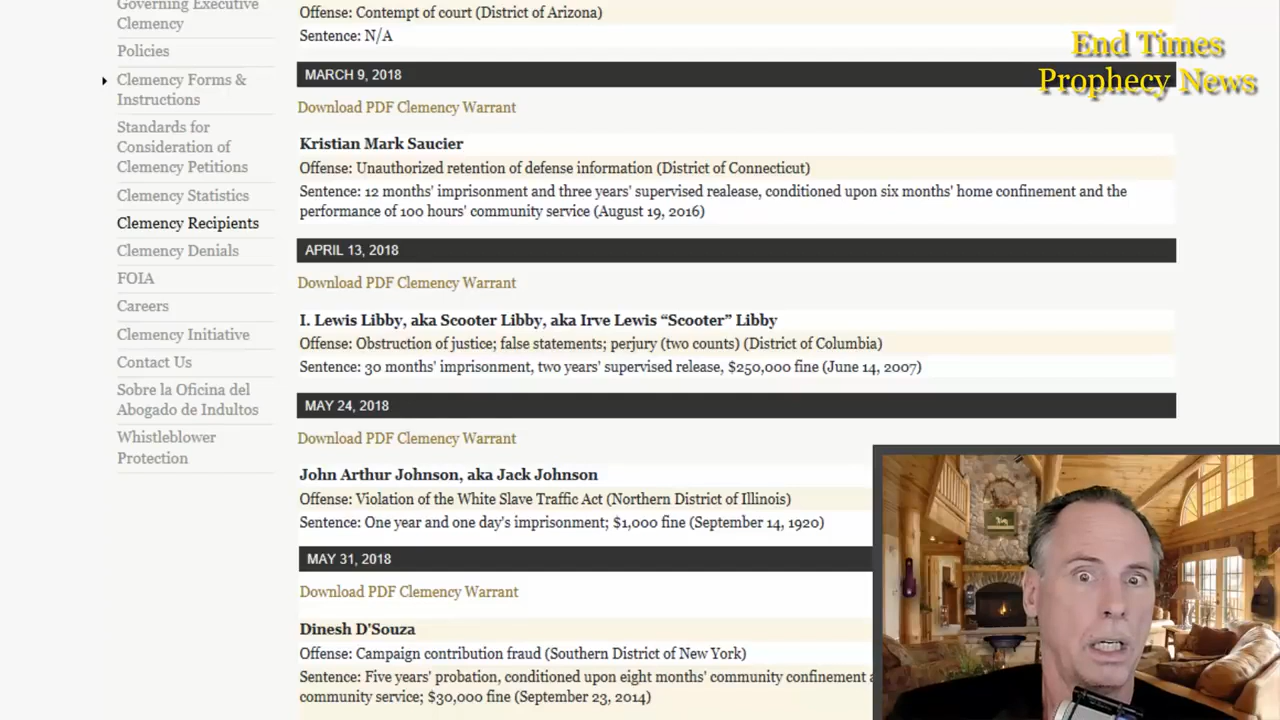 Governing Executive
Clemency
Policies
Clemency Forms &
Instructions
Standards for
Consideration of
Clemency Petitions
Clemency Statistics
Clemency Recipients
Clemency Denials
FOIA
Careers
Clemency Initiative
Contact Us
Sobre la Oficina del
Abogado de Indultos
Whistleblower
Protection
Offense: Contempt of court (District of Arizona)
Sentence: N/A
MARCH 9, 2018
Download PDF Clemency Warrant
Kristian Mark Saucier
Offense: Unauthorized retention of defense information (District of Connecticut)
Sentence: 12 months' imprisonment and three years' supervised realease, conditioned upon six months' home confinement and the
performance of 100 hours' community service (August 19, 2016)
APRIL 13, 2018
Download PDF Clemency Warrant
I. Lewis Libby, aka Scooter Libby, aka Irve Lewis “Scooter” Libby
Offense: Obstruction of justice; false statements; perjury (two counts) (District of Columbia)
Sentence: 30 months' imprisonment, two years' supervised release, $250,000 fine (June 14, 2007)
MAY 24, 2018
Download PDF Clemency Warrant
John Arthur Johnson, aka Jack Johnson
Offense: Violation of the White Slave Traffic Act (Northern District of Illinois)
Sentence: One year and one day's imprisonment; $1,000 fine (September 14, 1920)
MAY 31, 2018
Download PDF Clemency Warrant
Dinesh D'Souza
Offense: Campaign contribution fraud (Southern District of New York)
Sentence: Five years' probation, conditioned upon eight months' community confinement
community service; $30,000 fine (September 23, 2014)
End Times
Prophecy News